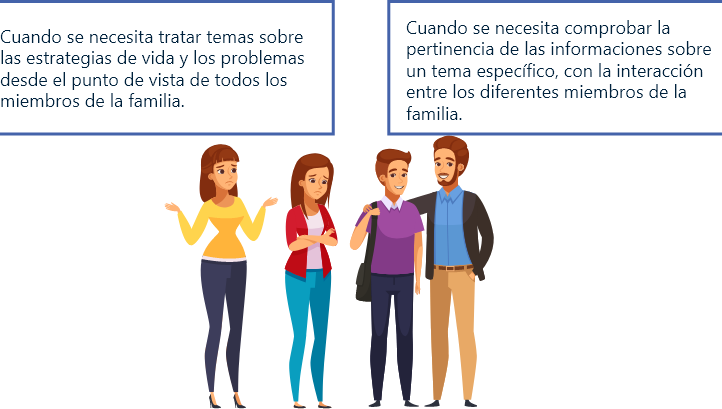 Cuando se necesita tratar temas sobre
las estrategias de vida y los problemas
desde el punto de vista de todos los
miembros de la familia.
Cuando se necesita comprobar la
pertinencia de las informaciones sobre
un tema específico, con la interacción
entre los diferentes miembros de la
familia.